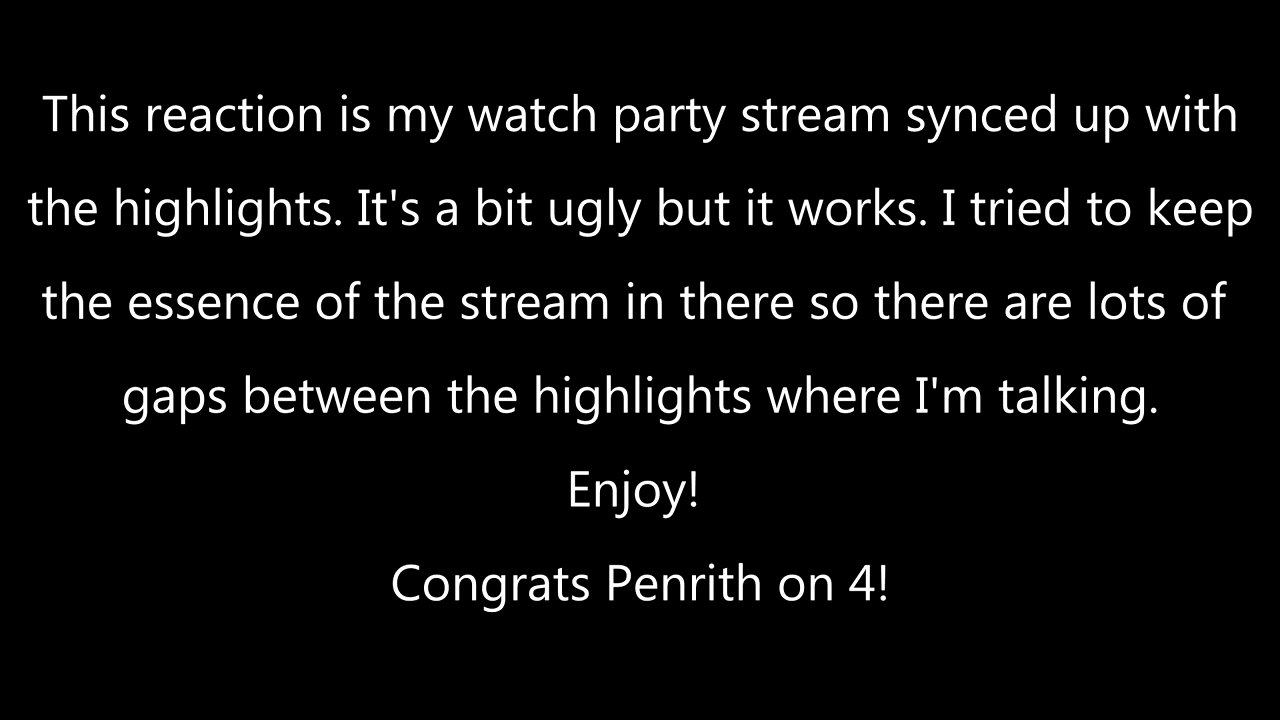 This reaction is my watch party stream synced up with
the highlights. It's a bit ugly but it works. I tried to keep
the essence of the stream in there so there are lots of
gaps between the highlights where I'm talking.
Enjoy!
Congrats Penrith on 4!